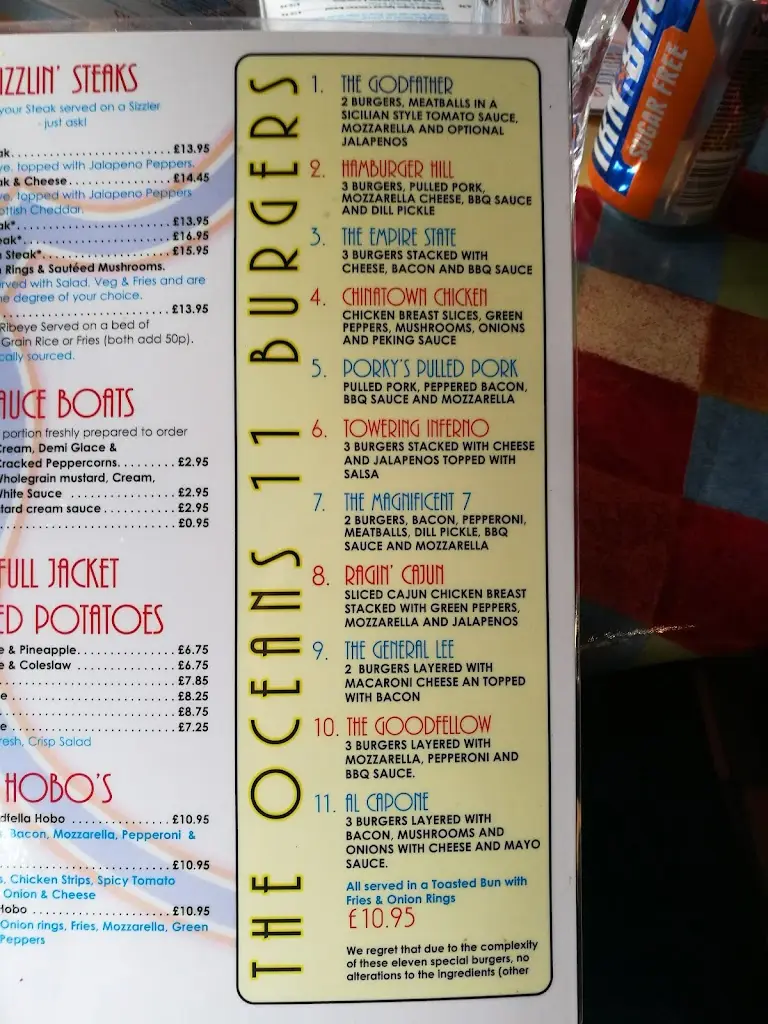 IZZLIN' STEAKS
your Steak served on a Sizzler
just ask!
£13.95
ye, topped with Jalapeno Peppers.
ak & Cheese £14.45
ye, topped with Jalapeno Peppers
ottish Cheddar.
ak* £13.95
eak* £16.95
n Steak* £15.95
n Rings & Sautéed Mushrooms.
rved with Salad, Veg & Fries and are
he degree of your choice.
£13.95
Ribeye Served on a bed of
Grain Rice or Fries (both add 50p).
cally sourced.
AUCE BOATS
portion freshly prepared to order
Cream, Demi Glace &
Cracked Peppercorns. £2.95
Wholegrain mustard, Cream,
White Sauce £2.95
tard cream sauce £2.95
£0.95
FULL JACKET
ED POTATOES
e & Pineapple £6.75
e & Coleslaw £6.75
£7.85
e £8.25
£8.75
e £7.25
resh, Crisp Salad
HOBO'S
dfella Hobo £10.95
Bacon, Mozzarella, Pepperoni &
£10.95
s, Chicken Strips, Spicy Tomato
Onion & Cheese
Hobo £10.95
Onion rings, Fries, Mozzarella, Green
Peppers
THE OCEANS 11 BURGERS
1. THE GODFATHER
2 BURGERS, MEATBALLS IN A
SICILIAN STYLE TOMATO SAUCE,
MOZZARELLA AND OPTIONAL
JALAPENOS
2. HAMBURGER HILL
3 BURGERS, PULLED PORK,
MOZZARELLA CHEESE, BBQ SAUCE
AND DILL PICKLE
3. THE EMPIRE STATE
3 BURGERS STACKED WITH
CHEESE, BACON AND BBQ SAUCE
4. CHINATOWN CHICKEN
CHICKEN BREAST SLICES, GREEN
PEPPERS, MUSHROOMS, ONIONS
AND PEKING SAUCE
5. PORKY'S PULLED PORK
PULLED PORK, PEPPERED BACON,
BBQ SAUCE AND MOZZARELLA
6. TOWERING INFERNO
3 BURGERS STACKED WITH CHEESE
AND JALAPENOS TOPPED WITH
SALSA
7. THE MAGNIFICENT 7
2 BURGERS, BACON, PEPPERONI,
MEATBALLS, DILL PICKLE, BBQ
SAUCE AND MOZZARELLA
8. RAGIN' CAJUN
SLICED CAJUN CHICKEN BREAST
STACKED WITH GREEN PEPPERS,
MOZZARELLA AND JALAPENOS
9. THE GENERAL LEE
2 BURGERS LAYERED WITH
MACARONI CHEESE AN TOPPED
WITH BACON
10. THE GOODFELLOW
3 BURGERS LAYERED WITH
MOZZARELLA, PEPPERONI AND
BBQ SAUCE.
11. AL CAPONE
3 BURGERS LAYERED WITH
BACON, MUSHROOMS AND
ONIONS WITH CHEESE AND MAYO
SAUCE.
All served in a Toasted Bun with
Fries & Onion Rings
£10.95
We regret that due to the complexity
of these eleven special burgers, no
alterations to the ingredients (other
IRN-BRU
SUGAR FREE